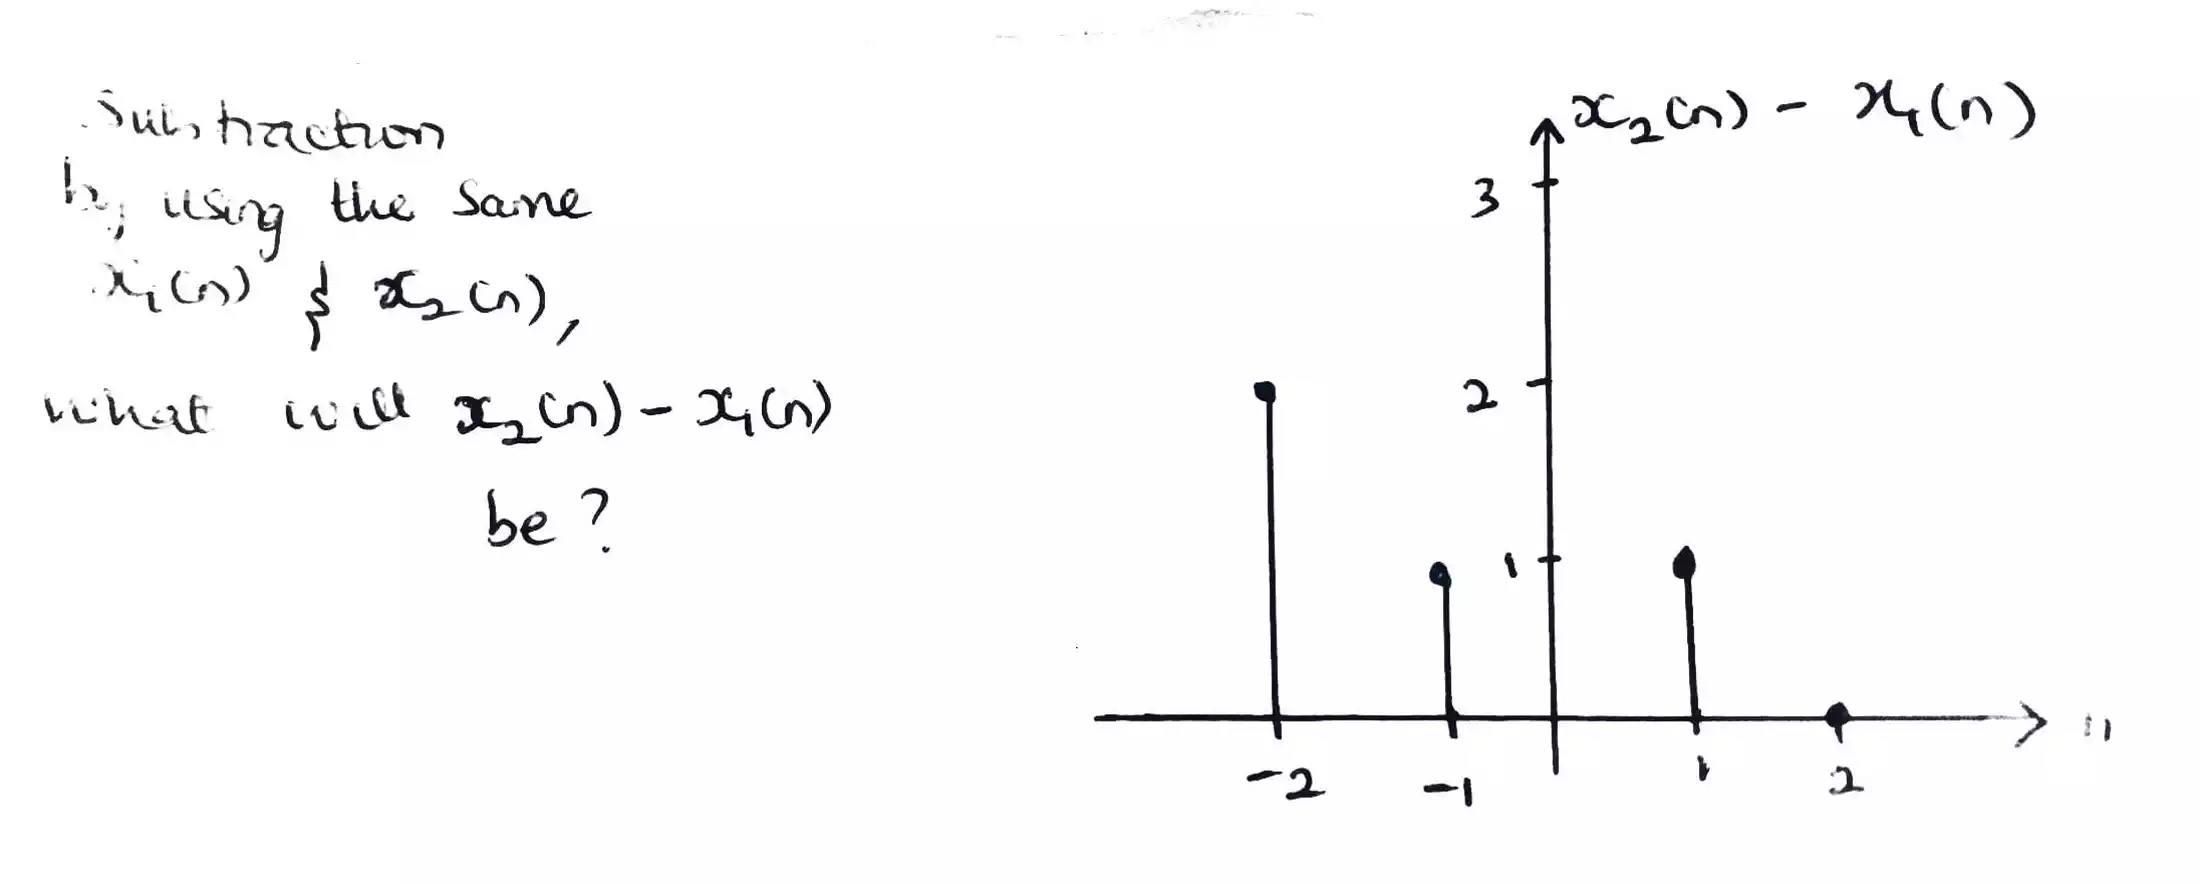 Subtraction
by using the same
x₁(n) & x₂(n),
what will x₂(n) - x₁(n)
be ?
x₂(n) - x₁(n)
3
2
1
-2 -1 1 2
n